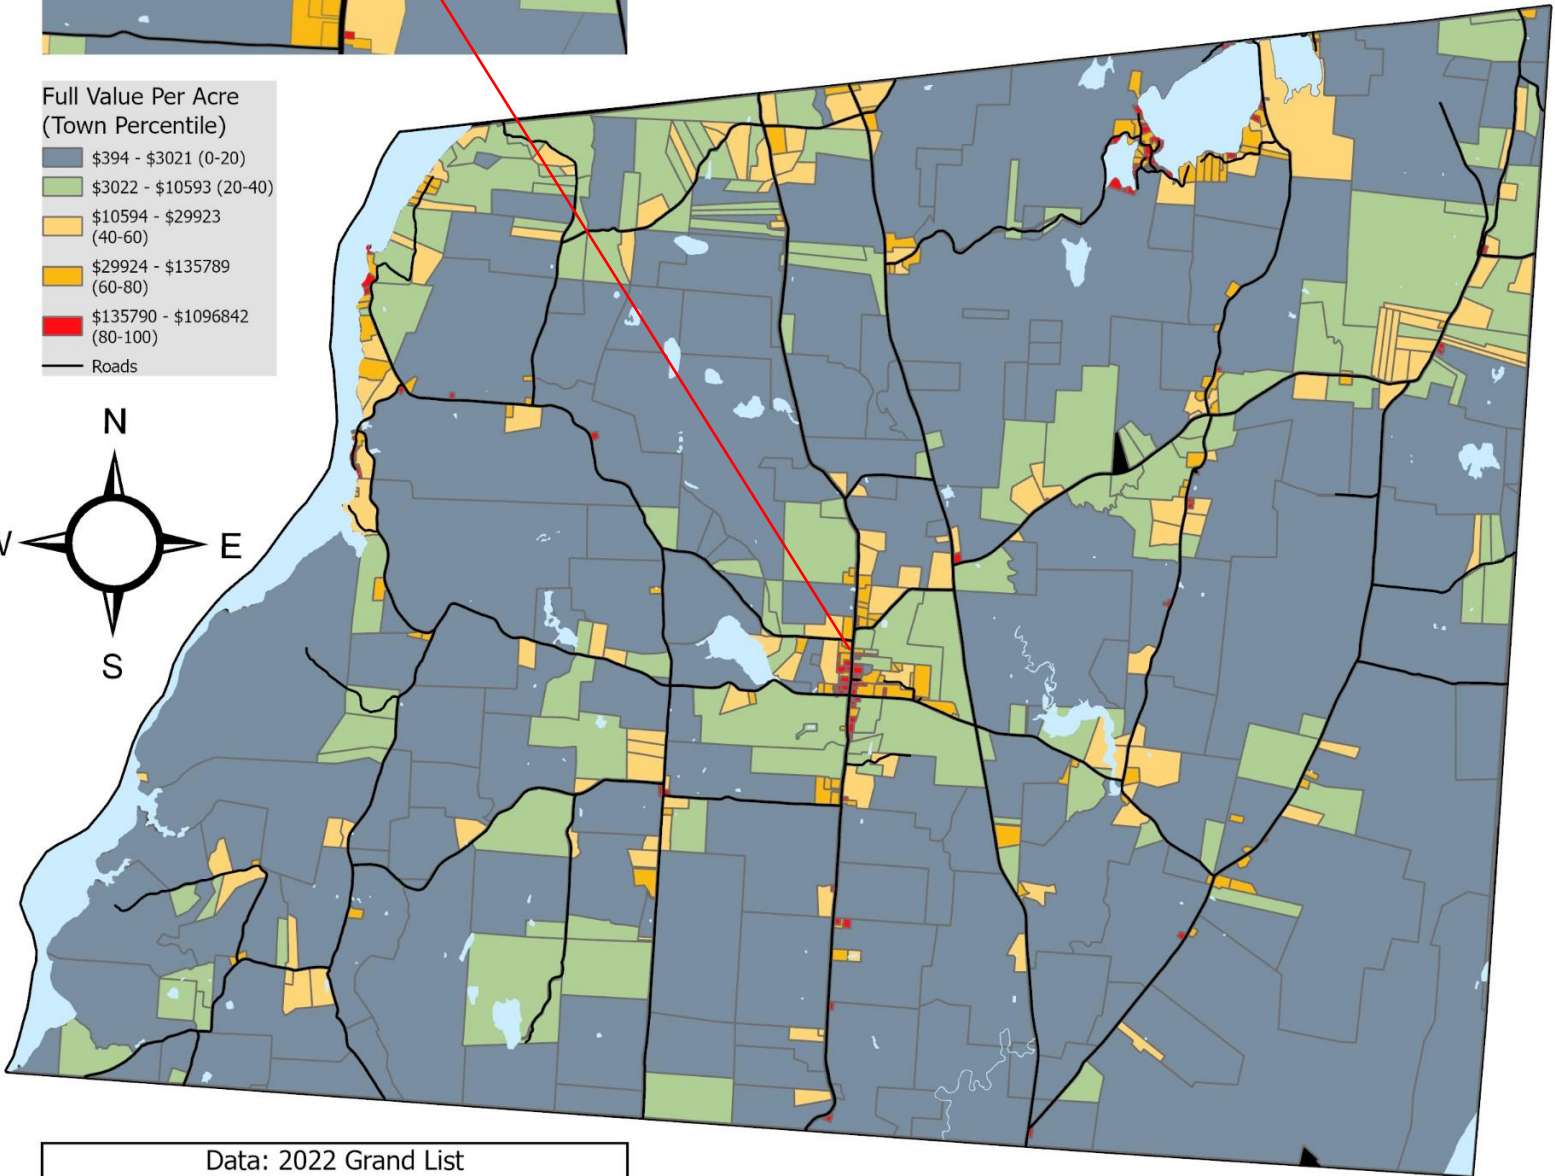 Full Value Per Acre
(Town Percentile)
$394 - $3021 (0-20)
$3022 - $10593 (20-40)
$10594 - $29923
(40-60)
$29924 - $135789
(60-80)
$135790 - $1096842
(80-100)
Roads
N
W E
S
Data: 2022 Grand List